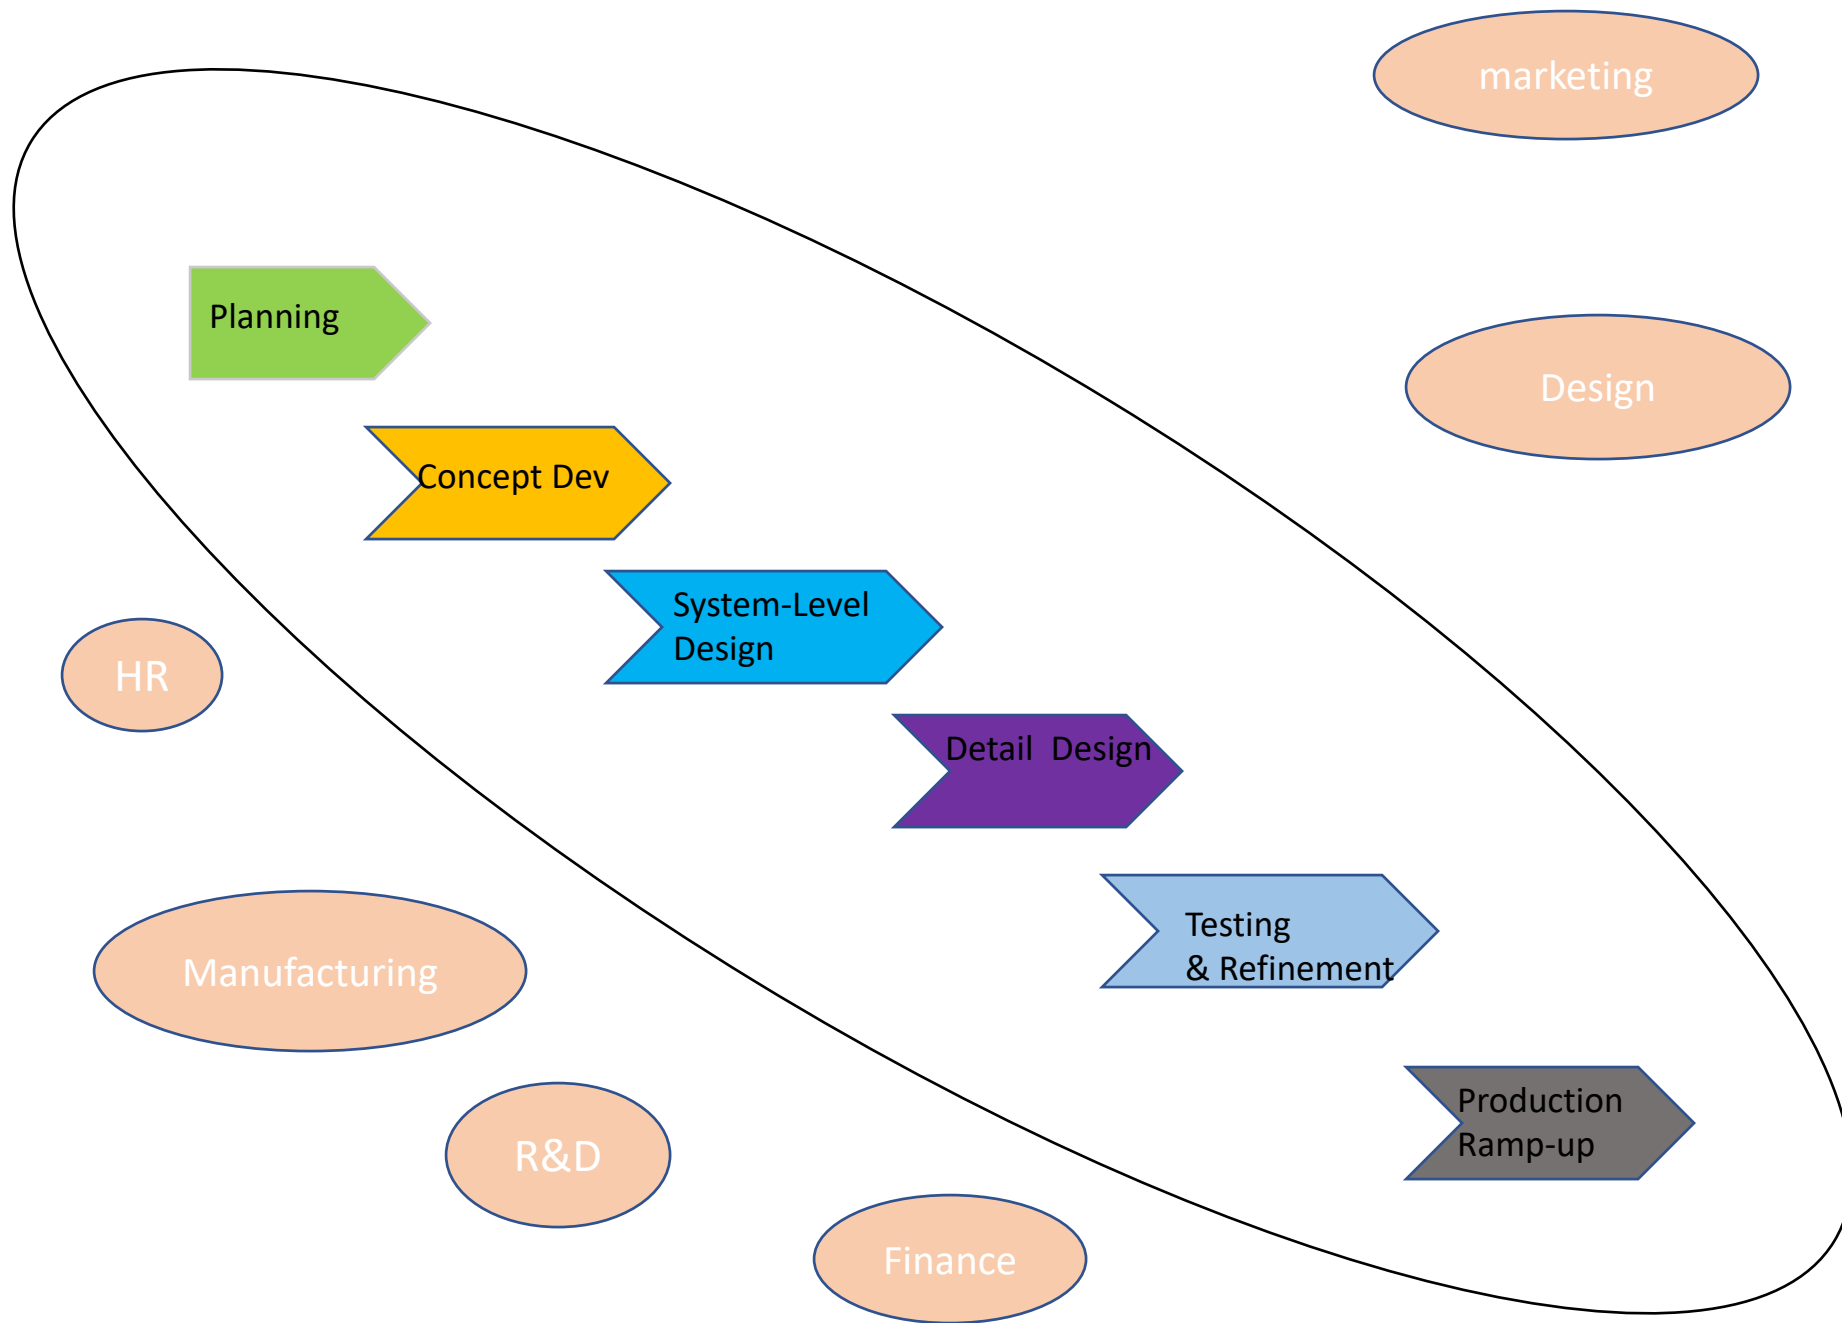 marketing
Planning
Design
Concept Dev
System-Level
Design
HR
Detail  Design
Testing
& Refinement
Manufacturing
Production
Ramp-up
R&D
Finance